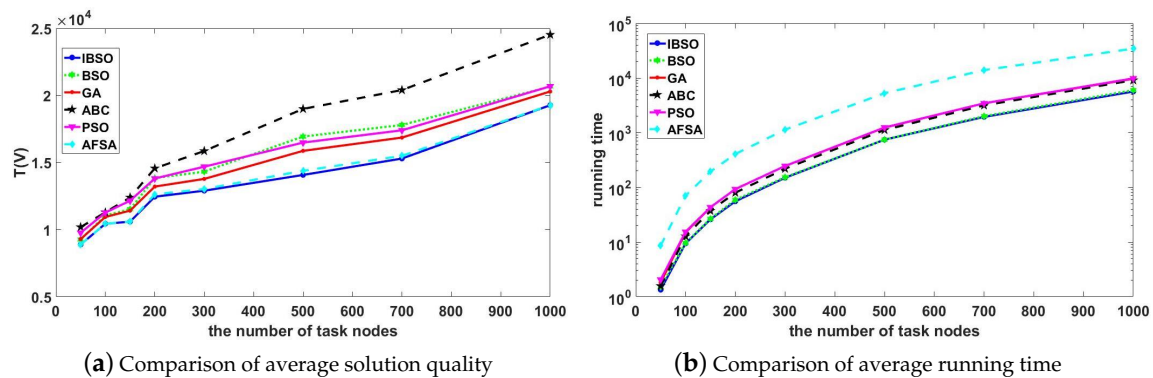 ×10⁴
2.5
2
1.5
1
0.5
T(V)
IBSO
BSO
GA
ABC
PSO
AFSA
0 100 200 300 400 500 600 700 800 900 1000
the number of task nodes
(a) Comparison of average solution quality
10⁵
10⁴
10³
10²
10¹
10⁰
running time
IBSO
BSO
GA
ABC
PSO
AFSA
0 100 200 300 400 500 600 700 800 900 1000
the number of task nodes
(b) Comparison of average running time